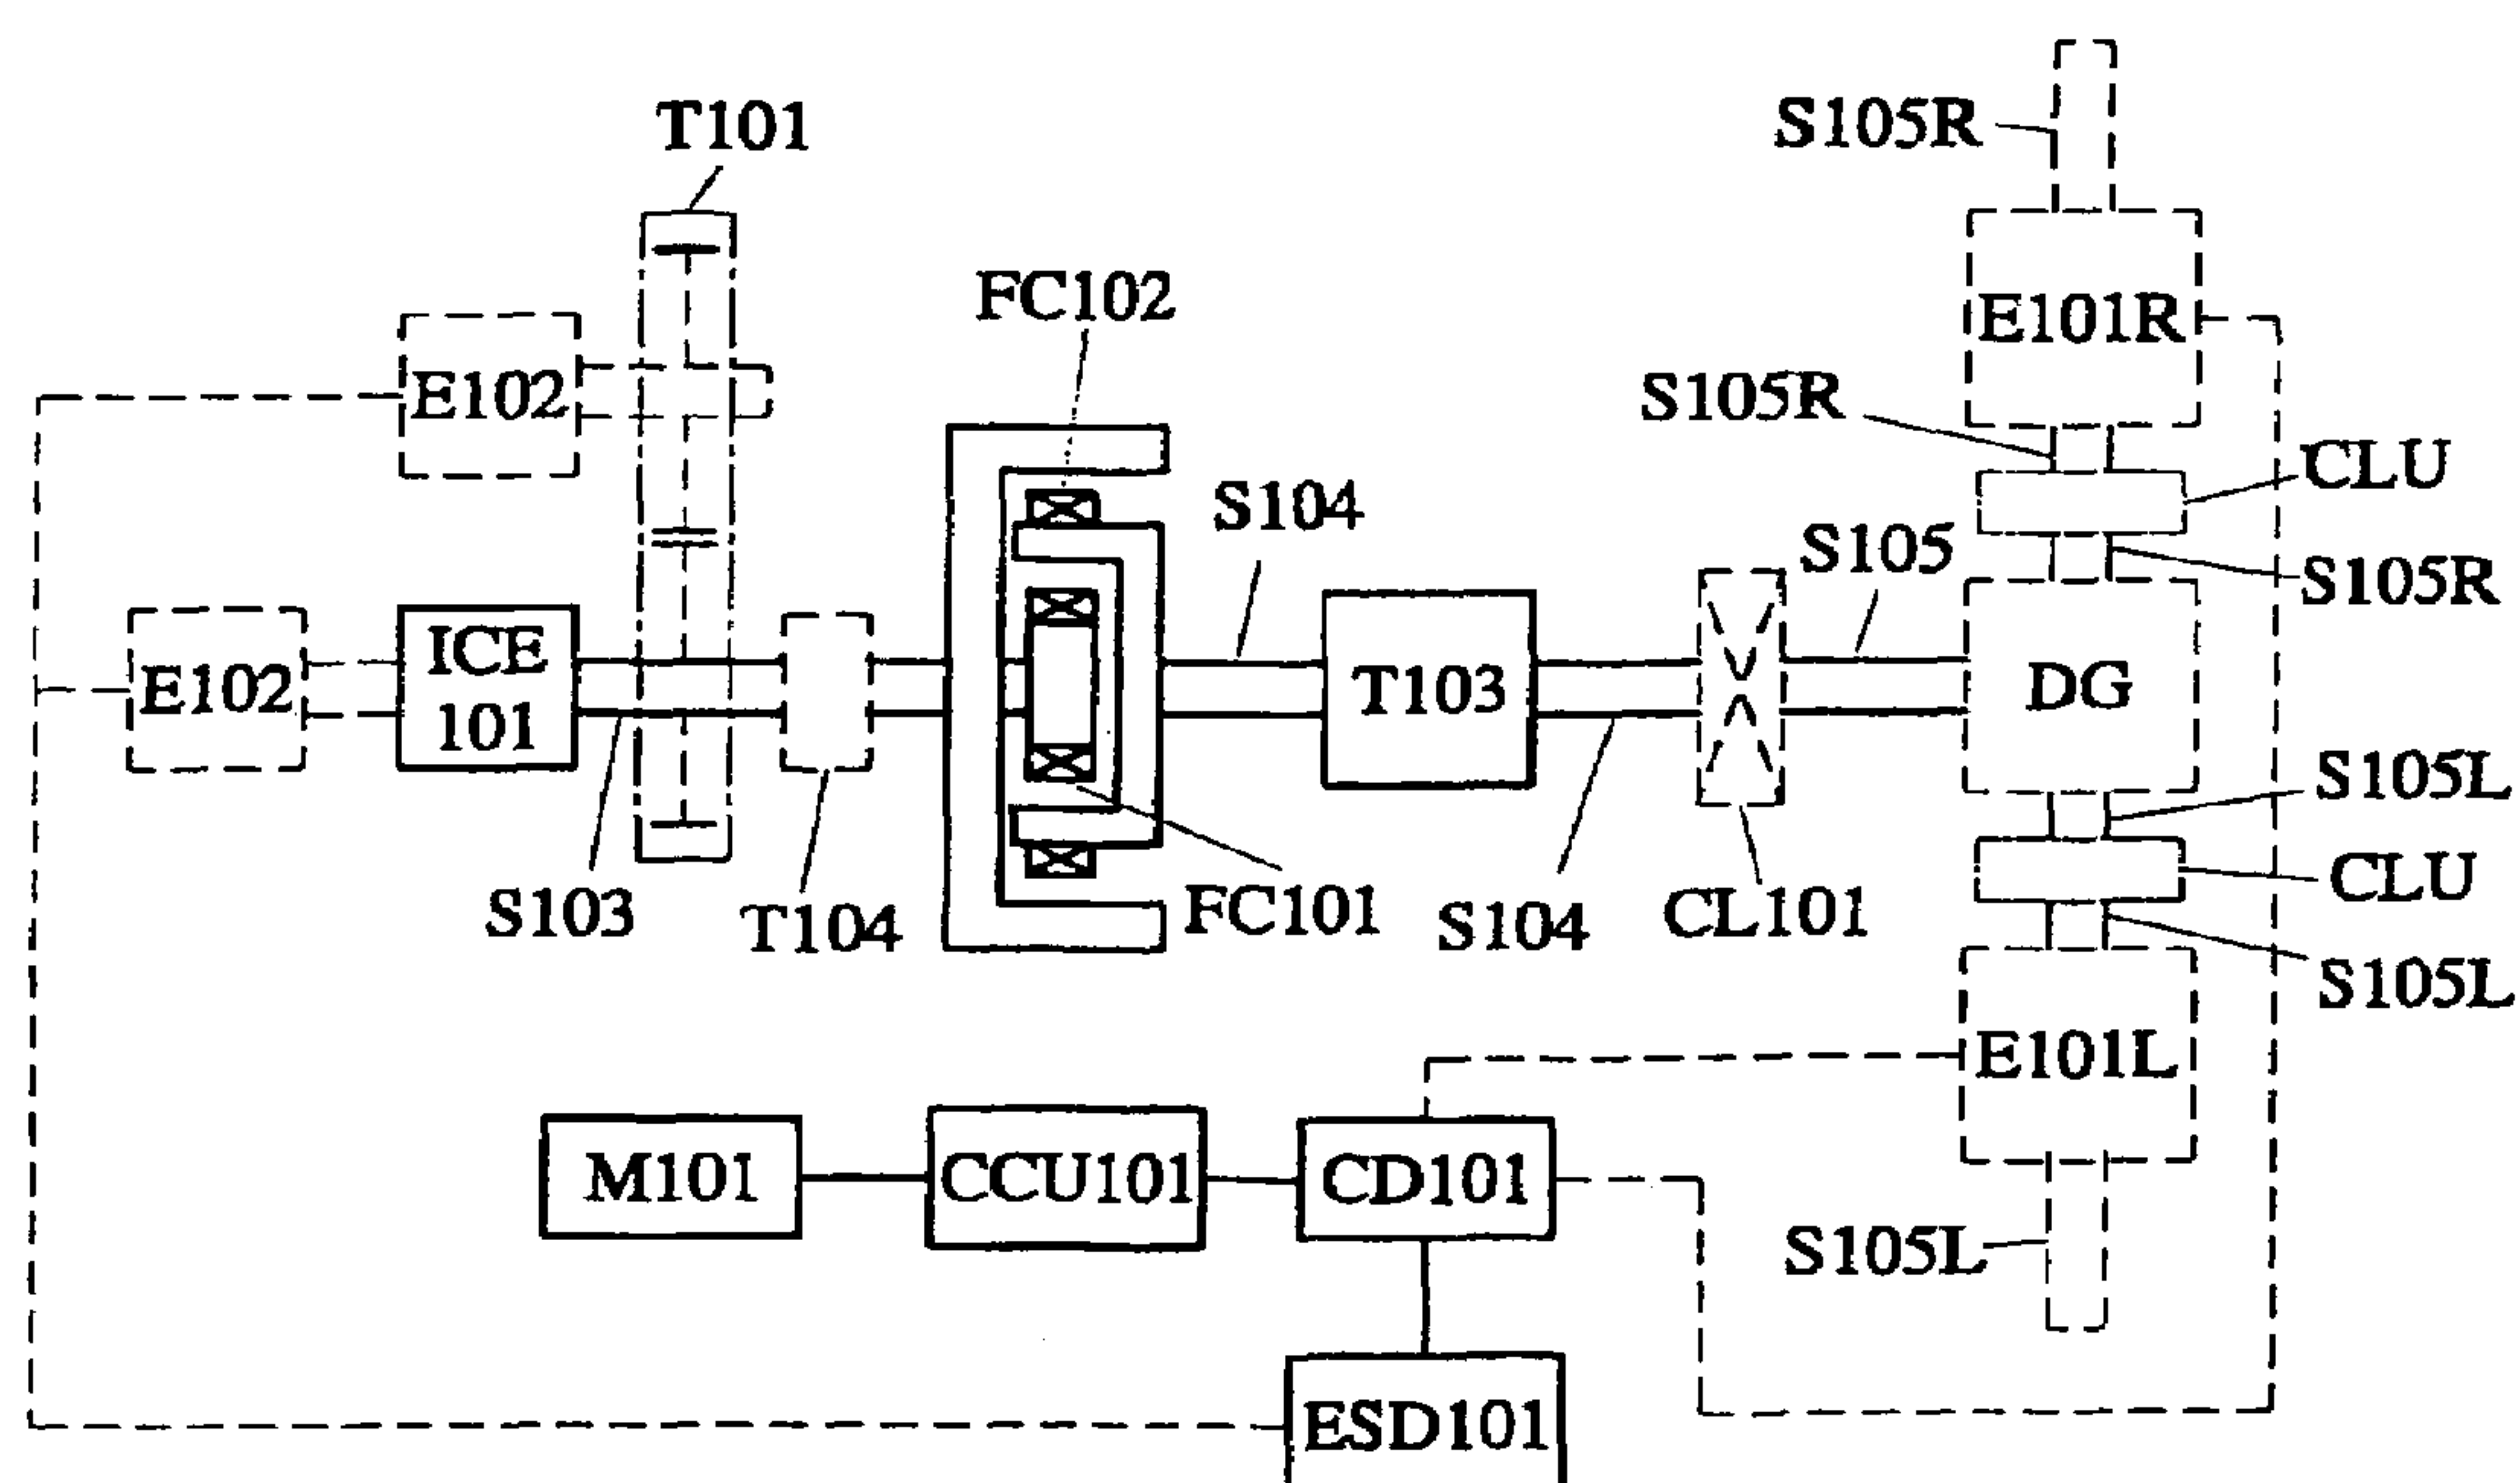 T101
S105R
FC102
E101R
E102
S105R
CLU
S104
S105
S105R
ICE
101
E102
T103
DG
S105L
CLU
S103
T104
FC101
S104
CL101
S105L
E101L
M101
CCU101
CD101
S105L
ESD101